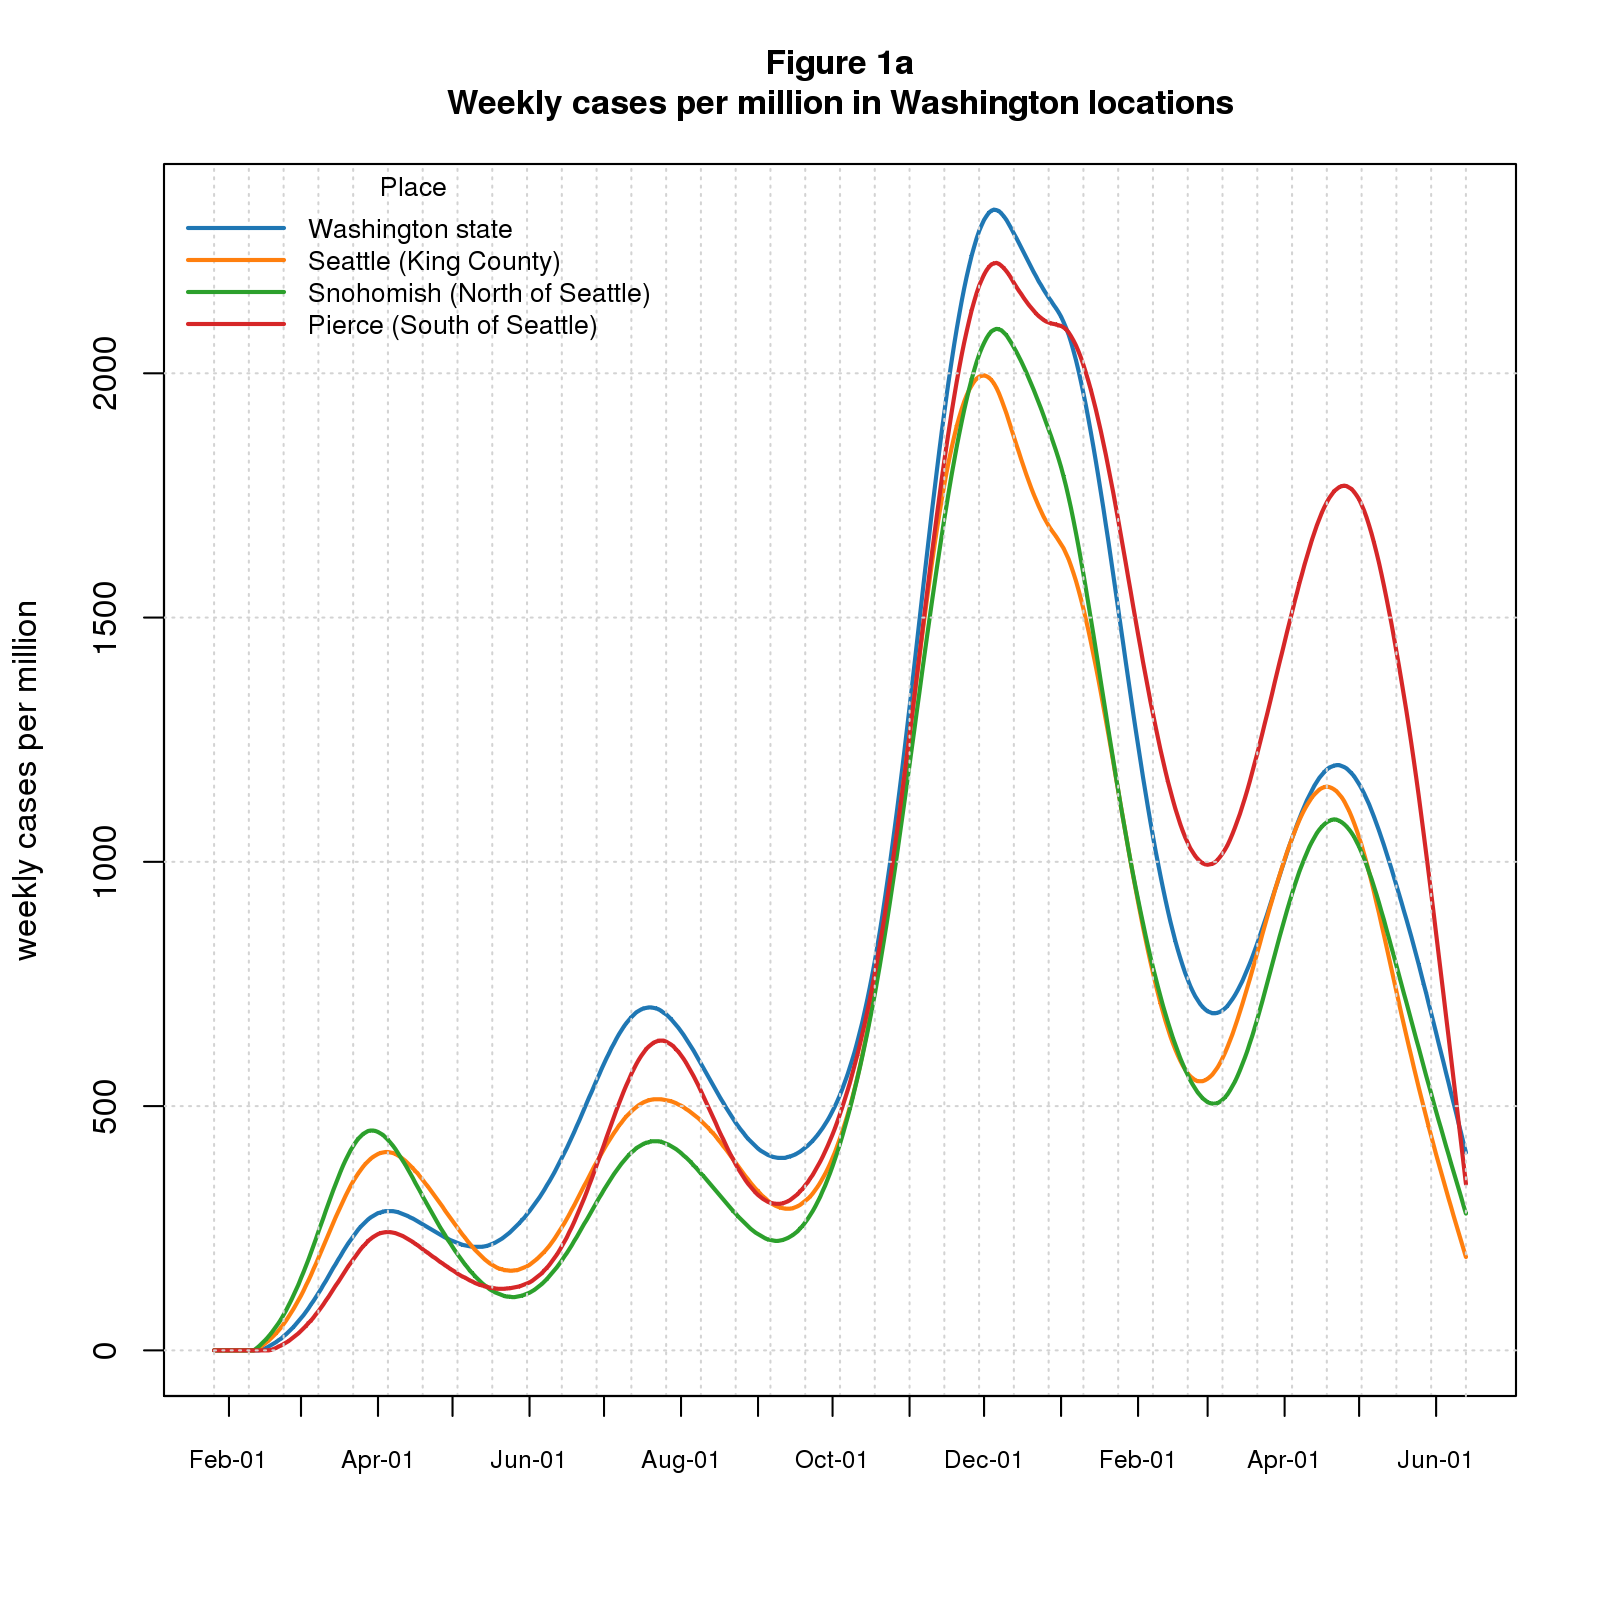 Figure 1a
Weekly cases per million in Washington locations
Place
Washington state
Seattle (King County)
Snohomish (North of Seattle)
Pierce (South of Seattle)
weekly cases per million
2000
1500
1000
500
0
Feb-01 Apr-01 Jun-01 Aug-01 Oct-01 Dec-01 Feb-01 Apr-01 Jun-01